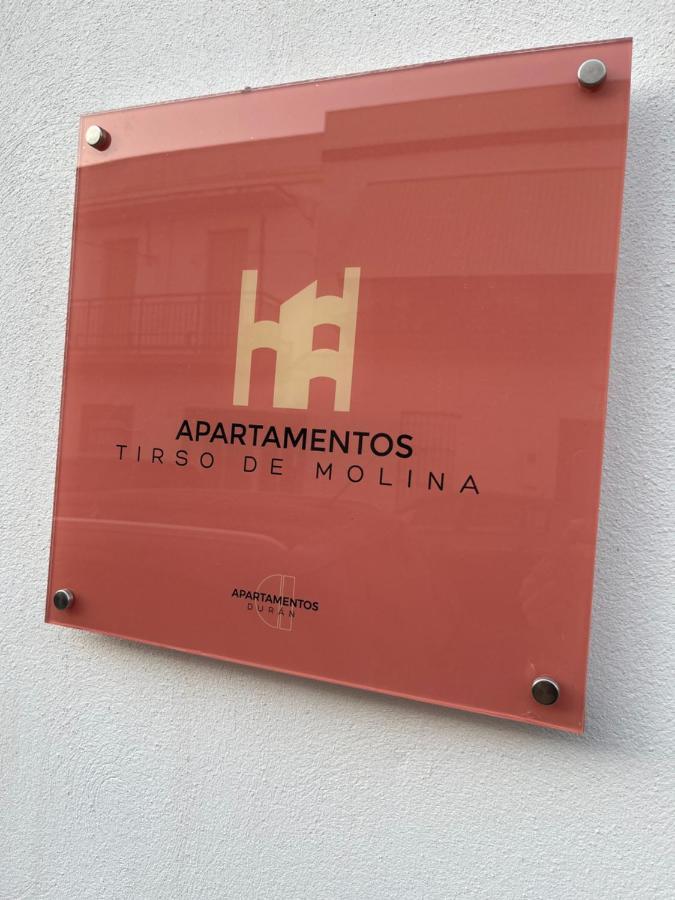 APARTAMENTOS
TIRSO DE MOLINA
APARTAMENTOS
DURÁN